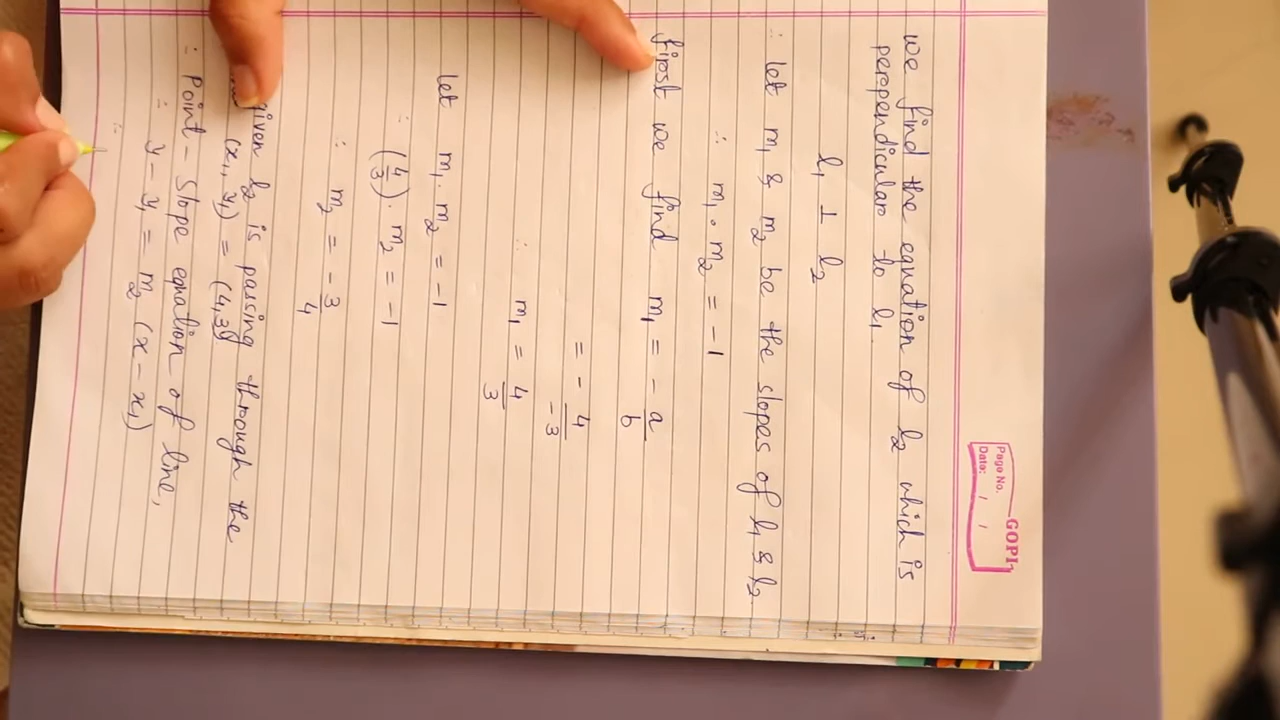 GOPI
Page No.
Date: / /
we find the equation of l₂ which is
perpendicular to l₁.
l₁ ⊥ l₂
∴ let m₁ & m₂ be the slopes of l₁ & l₂
∴ m₁ · m₂ = -1
first we find m₁ = - a/b
= - 4/-3
∴ m₁ = 4/3
let m₁ · m₂ = -1
∴ (4/3) · m₂ = -1
∴ m₂ = - 3/4
given l₂ is passing through the
(x₁, y₁) = (4,3)
∴ Point - Slope equation of line,
∴ y - y₁ = m₂ (x - x₁)
∴